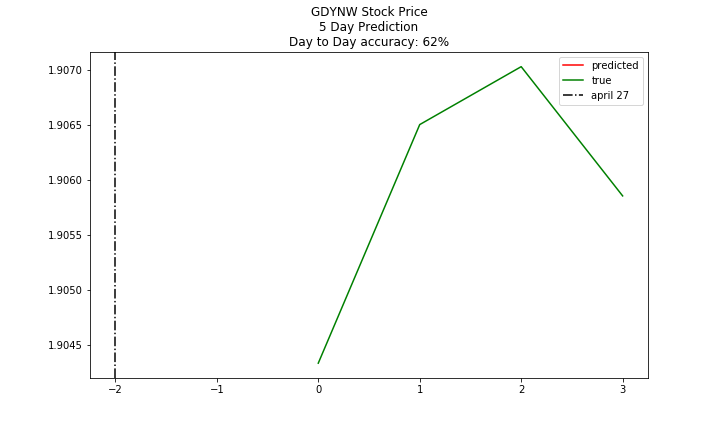 GDYNW Stock Price
5 Day Prediction
Day to Day accuracy: 62%
predicted
true
april 27
1.9070
1.9065
1.9060
1.9055
1.9050
1.9045
−2
−1
0
1
2
3